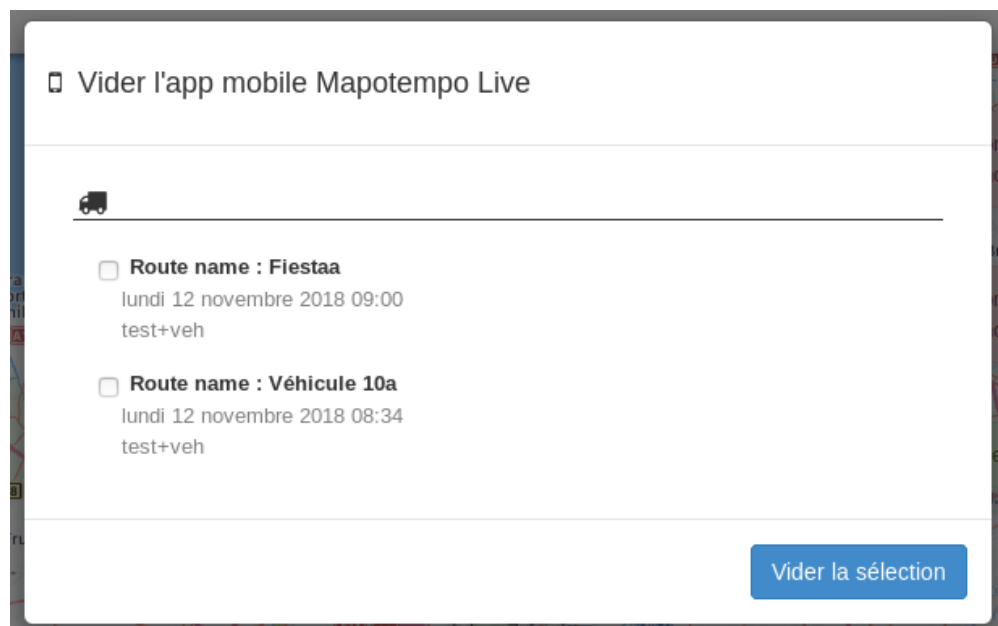 Vider l'app mobile Mapotempo Live
Route name : Fiestaa
lundi 12 novembre 2018 09:00
test+veh
Route name : Véhicule 10a
lundi 12 novembre 2018 08:34
test+veh
Vider la sélection